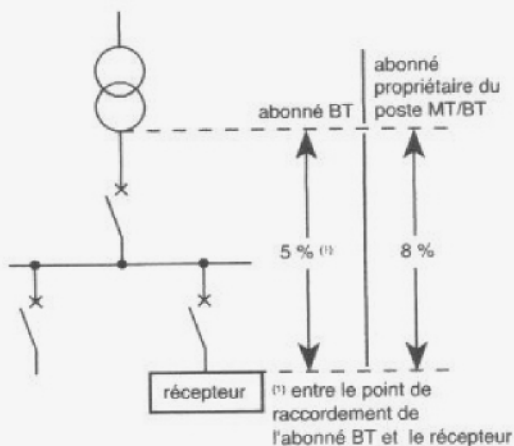 abonné
propriétaire du
abonné BT
poste MT/BT
5 % (1)
8 %
récepteur
(1) entre le point de
raccordement de
l'abonné BT et le récepteur